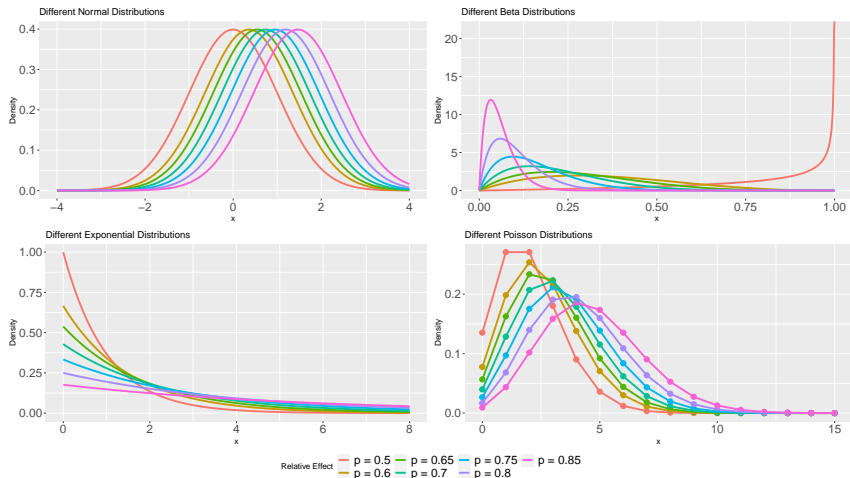 Different Normal Distributions
Density
0.4
0.3
0.2
0.1
0.0
−4
−2
0
2
4
x
Different Beta Distributions
Density
20
15
10
5
0
0.00
0.25
0.50
0.75
1.00
x
Different Exponential Distributions
Density
1.00
0.75
0.50
0.25
0.00
0
2
4
6
8
x
Different Poisson Distributions
Density
0.2
0.1
0.0
0
5
10
15
x
Relative Effect
p = 0.5 p = 0.65 p = 0.75 p = 0.85
p = 0.6 p = 0.7 p = 0.8